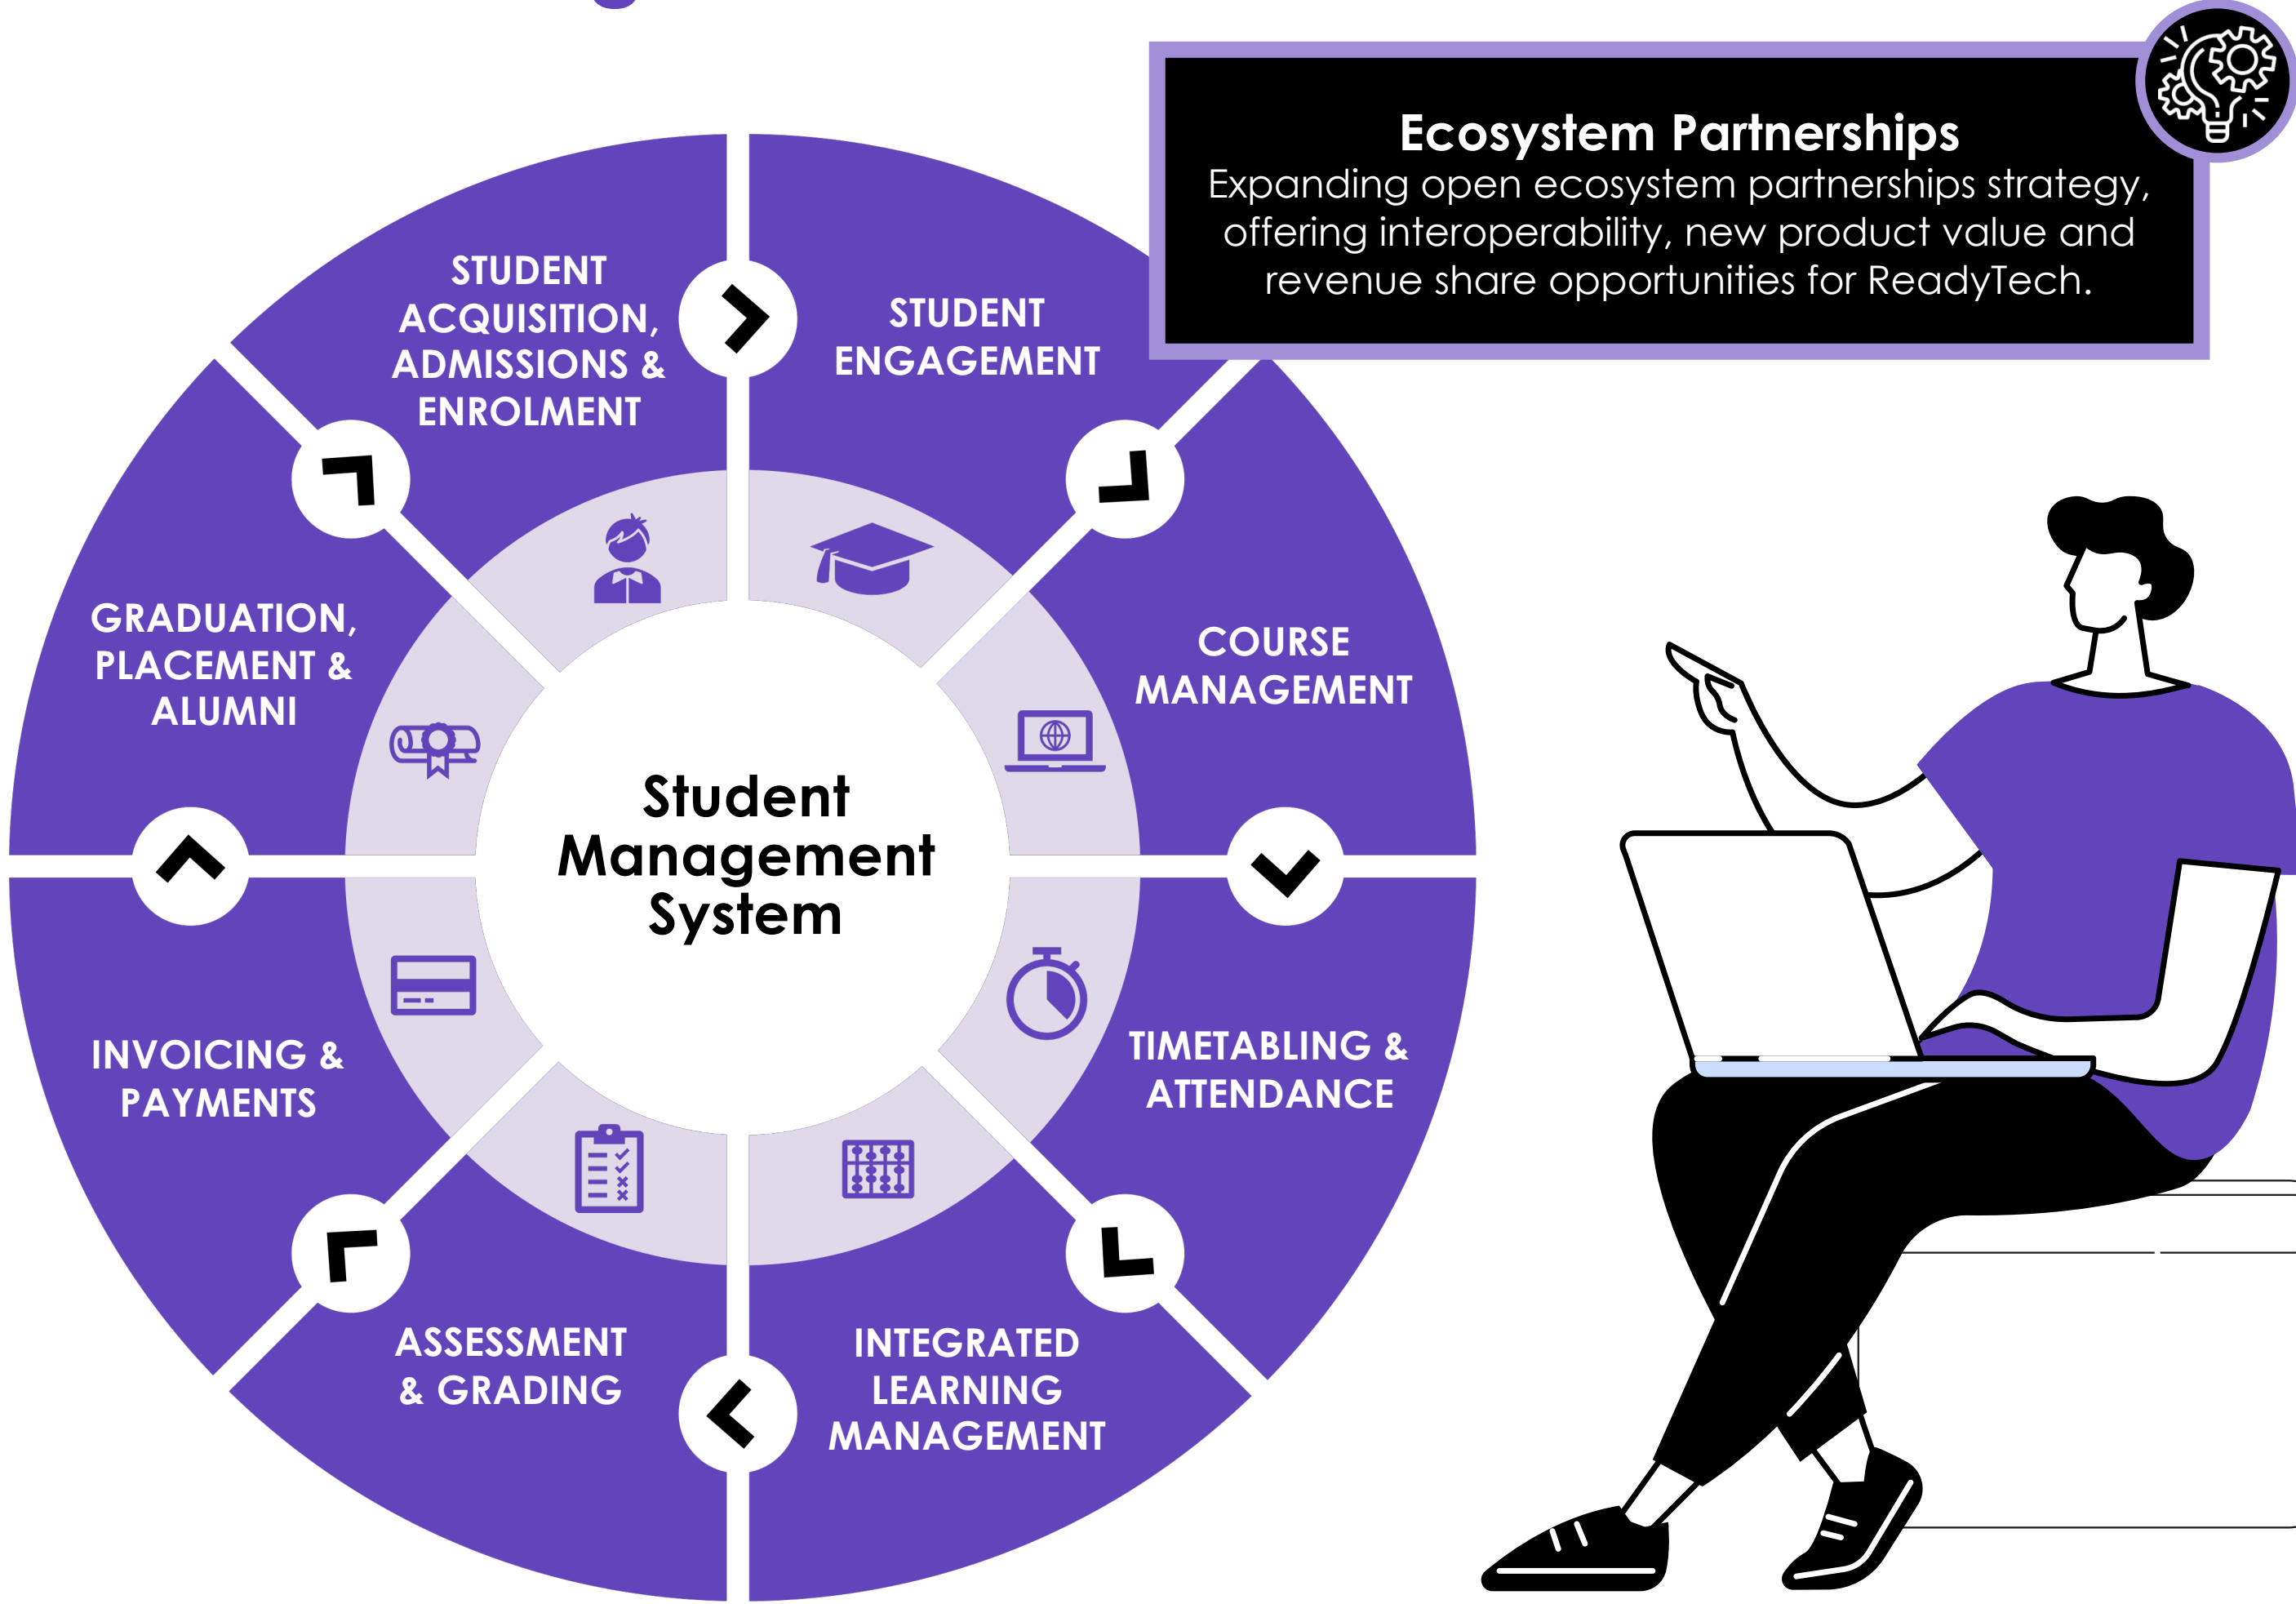 Ecosystem Partnerships
Expanding open ecosystem partnerships strategy,
offering interoperability, new product value and
revenue share opportunities for ReadyTech.
STUDENT
ACQUISITION,
ADMISSIONS &
ENROLMENT
STUDENT
ENGAGEMENT
COURSE
MANAGEMENT
TIMETABLING &
ATTENDANCE
INTEGRATED
LEARNING
MANAGEMENT
ASSESSMENT
& GRADING
INVOICING &
PAYMENTS
GRADUATION,
PLACEMENT &
ALUMNI
Student
Management
System